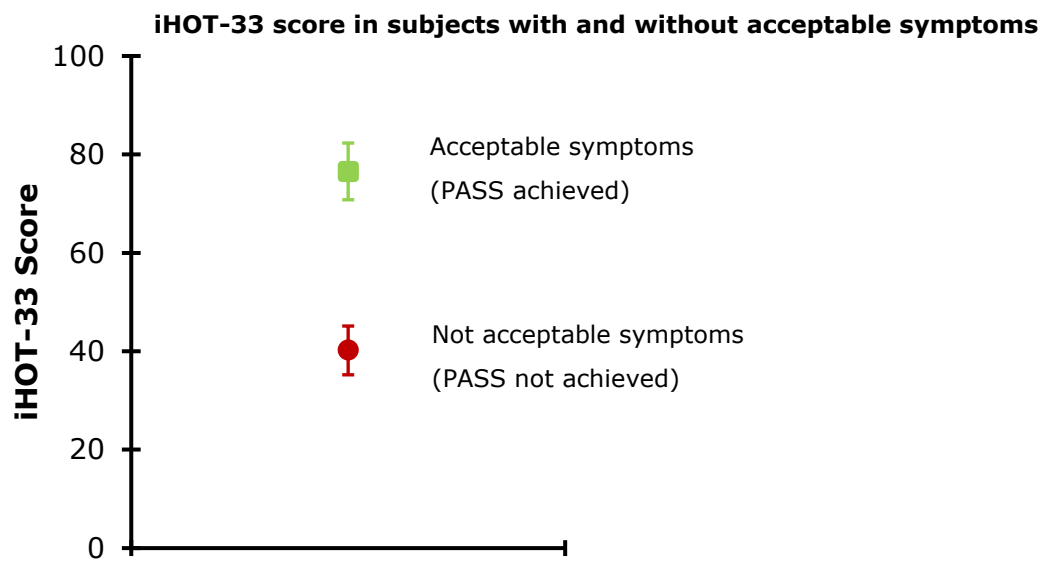 iHOT-33 score in subjects with and without acceptable symptoms
100
80
60
40
20
0
iHOT-33 Score
Acceptable symptoms
(PASS achieved)
Not acceptable symptoms
(PASS not achieved)